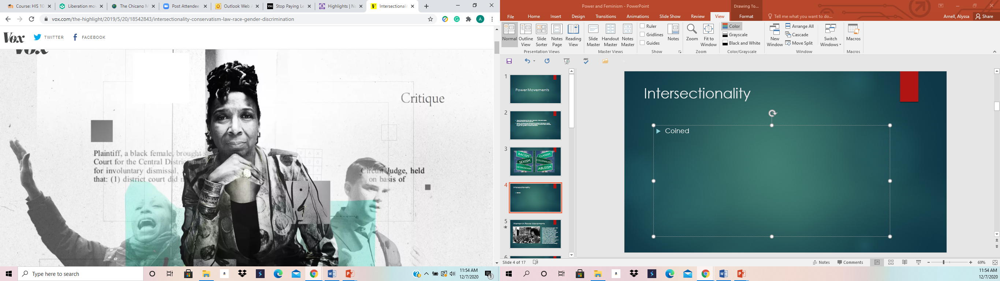 Course: HIS 10
Liberation mov
The Chicano M
Post Attendee
Outlook Web A
Stop Paying Le
Highlights | Na
Intersectionali
vox.com/the-highlight/2019/5/20/18542843/intersectionality-conservatism-law-race-gender-discrimination
Vox TWITTER FACEBOOK
Critique
Plaintiff, a black female, brought s
Court for the Central Distric
for involuntary dismissal,
that: (1) district court did n
Circuit Judge, held
on basis of
Type here to search
11:54 AM
12/7/2020
Power and Feminism - PowerPoint
Drawing To...
File Home Insert Design Transitions Animations Slide Show Review View Format Tell me what you want to do... Arnell, Alyssa Share
Normal
Outline View
Slide Sorter
Notes Page
Reading View
Presentation Views
Slide Master
Handout Master
Notes Master
Master Views
Ruler
Gridlines
Guides
Notes
Show
Zoom
Fit to Window
Zoom
Color
Grayscale
Black and White
Color/Grayscale
New Window
Arrange All
Cascade
Move Split
Switch Windows
Window
Macros
Macros
1
Power Movements
2
3
RACISM
CLASSISM
SEXISM
COLONIALISM
HETEROSEXISM
ABLEISM
4
Intersectionality
5
Women in Power Movements
6
Intersectionality
Coined
Slide 4 of 17
Notes
Comments
69%
11:54 AM
12/7/2020